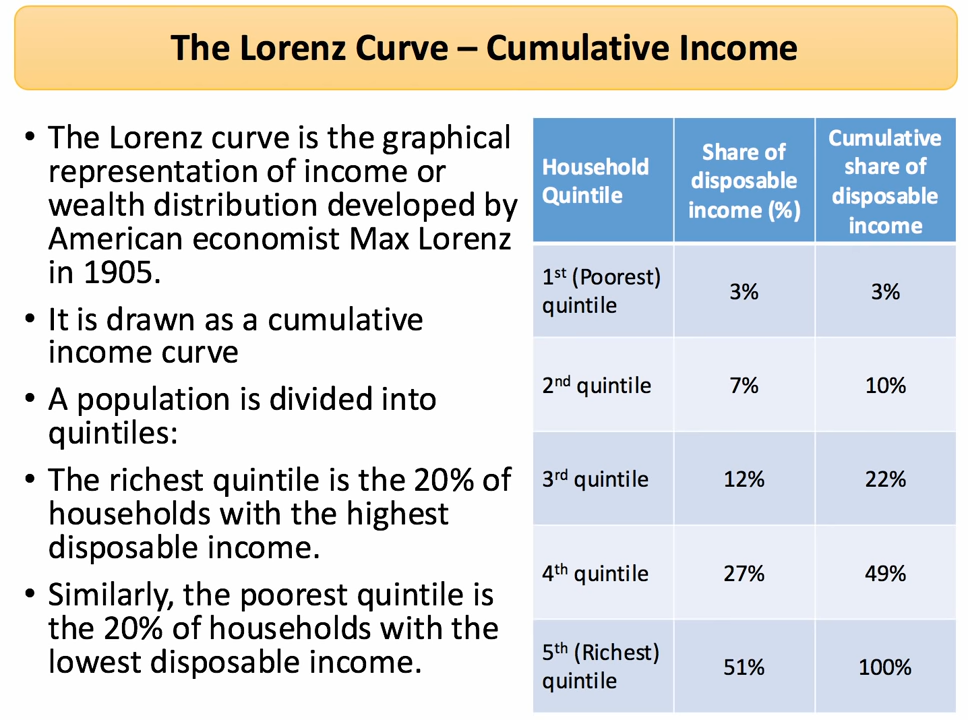 The Lorenz Curve – Cumulative Income
• The Lorenz curve is the graphical
representation of income or
wealth distribution developed by
American economist Max Lorenz
in 1905.
• It is drawn as a cumulative
income curve
• A population is divided into
quintiles:
• The richest quintile is the 20% of
households with the highest
disposable income.
• Similarly, the poorest quintile is
the 20% of households with the
lowest disposable income.
Household
Quintile
Share of
disposable
income (%)
Cumulative
share of
disposable
income
1st (Poorest)
quintile
3%
3%
2nd quintile
7%
10%
3rd quintile
12%
22%
4th quintile
27%
49%
5th (Richest)
quintile
51%
100%